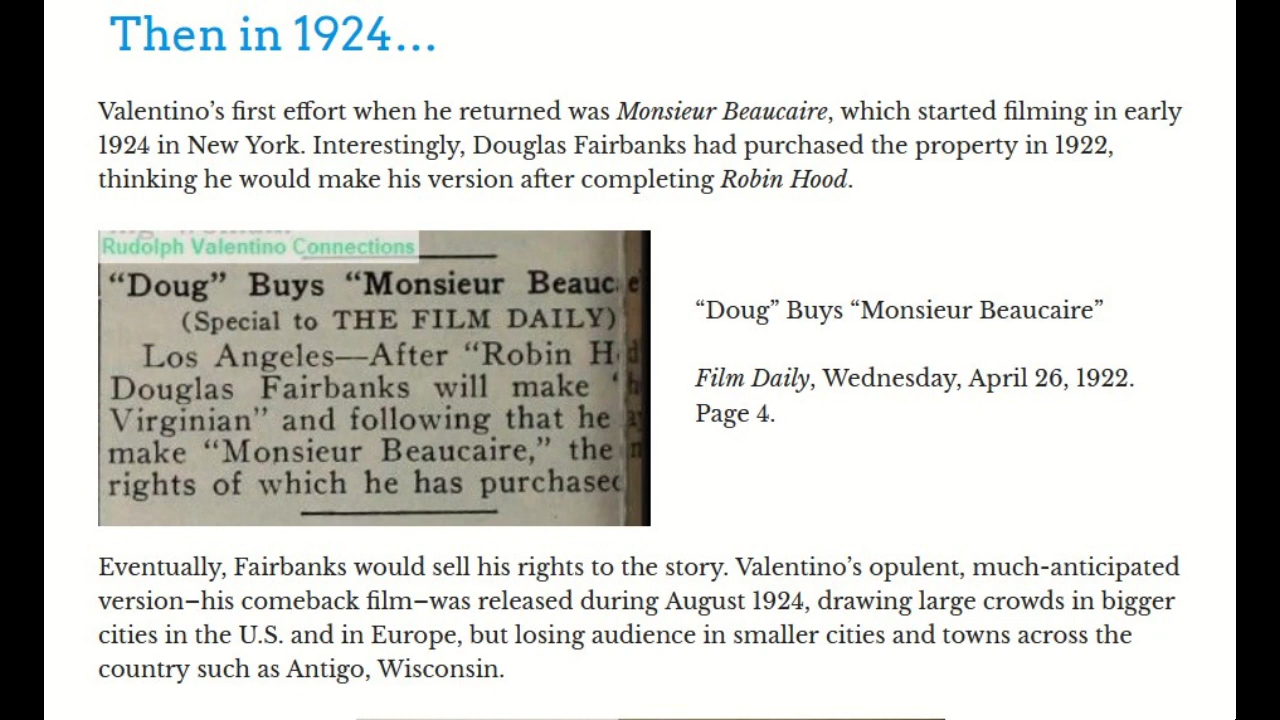 Then in 1924...
Valentino’s first effort when he returned was Monsieur Beaucaire, which started filming in early
1924 in New York. Interestingly, Douglas Fairbanks had purchased the property in 1922,
thinking he would make his version after completing Robin Hood.
Rudolph Valentino Connections
“Doug” Buys “Monsieur
(Special to THE FILM DAILY)
Los Angeles—After “Robin
Douglas Fairbanks will make
Virginian” and following that he
make “Monsieur Beaucaire,” the
rights of which he has
“Doug” Buys “Monsieur Beaucaire”
Film Daily, Wednesday, April 26, 1922.
Page 4.
Eventually, Fairbanks would sell his rights to the story. Valentino’s opulent, much-anticipated
version–his comeback film–was released during August 1924, drawing large crowds in bigger
cities in the U.S. and in Europe, but losing audience in smaller cities and towns across the
country such as Antigo, Wisconsin.